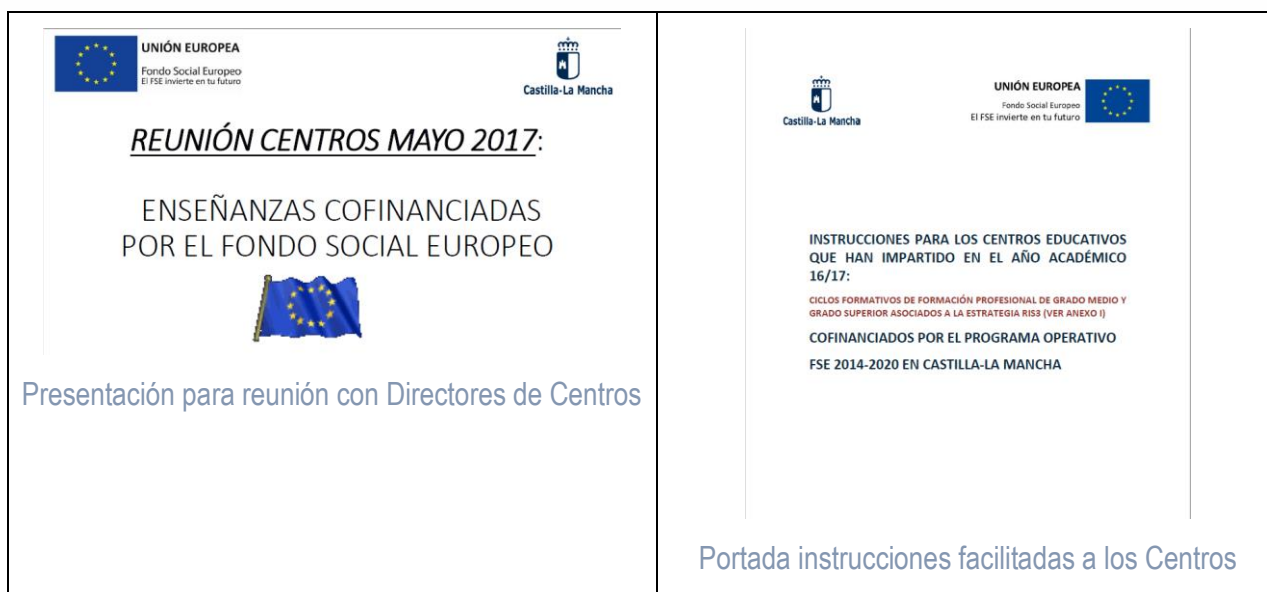 UNIÓN EUROPEA
Fondo Social Europeo
El FSE invierte en tu futuro
Castilla-La Mancha
REUNIÓN CENTROS MAYO 2017:
ENSEÑANZAS COFINANCIADAS
POR EL FONDO SOCIAL EUROPEO
Presentación para reunión con Directores de Centros
Castilla-La Mancha
UNIÓN EUROPEA
Fondo Social Europeo
El FSE invierte en tu futuro
INSTRUCCIONES PARA LOS CENTROS EDUCATIVOS
QUE HAN IMPARTIDO EN EL AÑO ACADÉMICO
16/17:
CICLOS FORMATIVOS DE FORMACIÓN PROFESIONAL DE GRADO MEDIO Y
GRADO SUPERIOR ASOCIADOS A LA ESTRATEGIA RIS3 (VER ANEXO I)
COFINANCIADOS POR EL PROGRAMA OPERATIVO
FSE 2014-2020 EN CASTILLA-LA MANCHA
Portada instrucciones facilitadas a los Centros